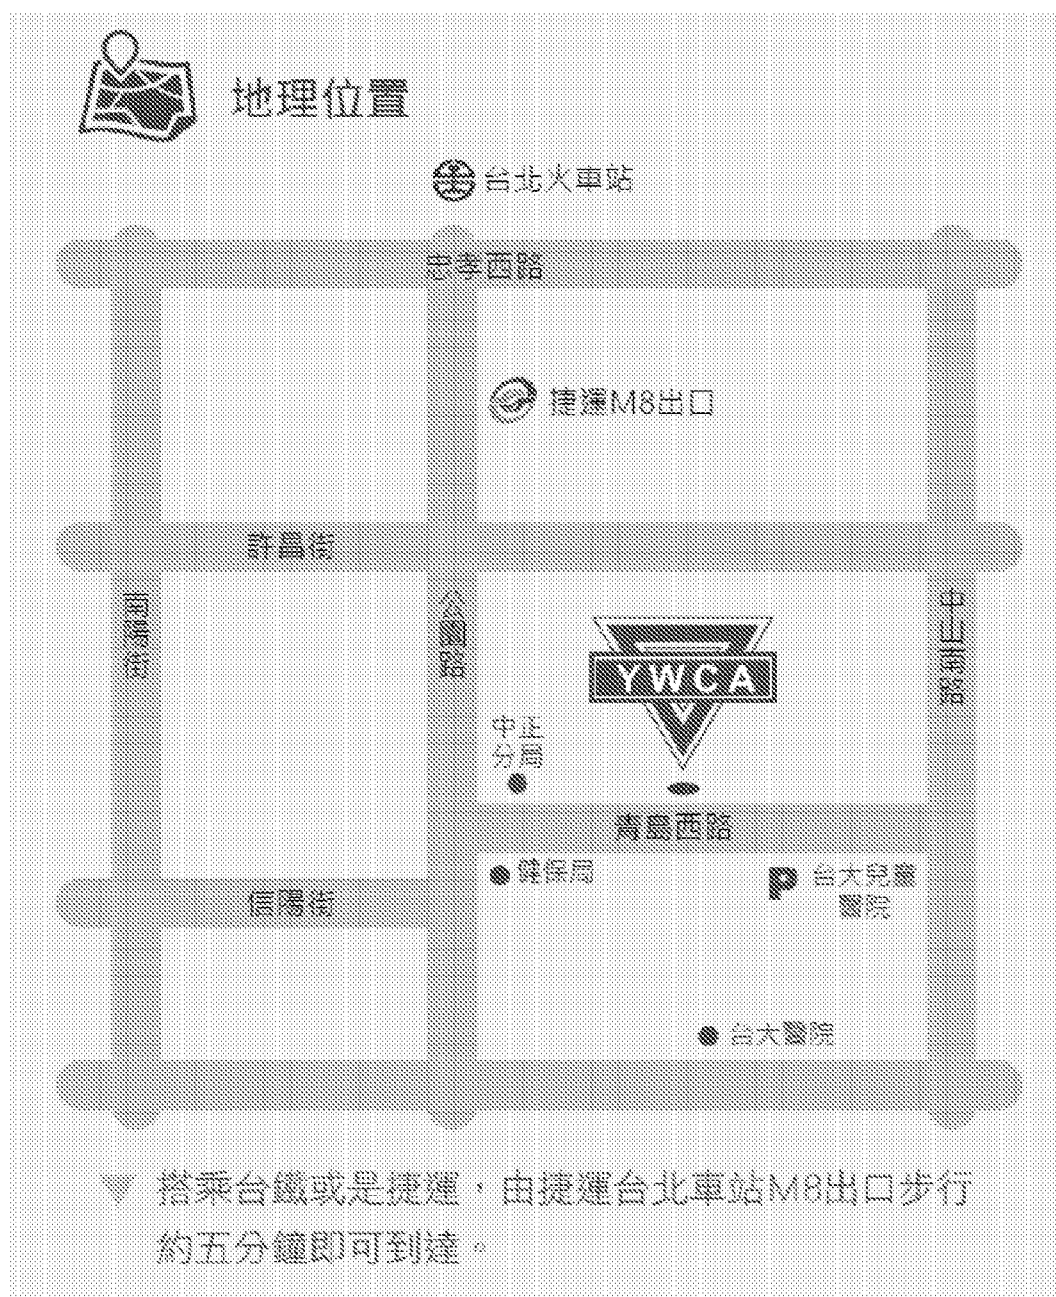 地理位置
台北火車站
忠孝西路
捷運M8出口
許昌街
館前路
公園路
中山南路
YWCA
中正
分局
青島西路
健保局
P 台大兒童
醫院
信陽街
台大醫院
搭乘台鐵或是捷運，由捷運台北車站M8出口步行
約五分鐘即可到達。